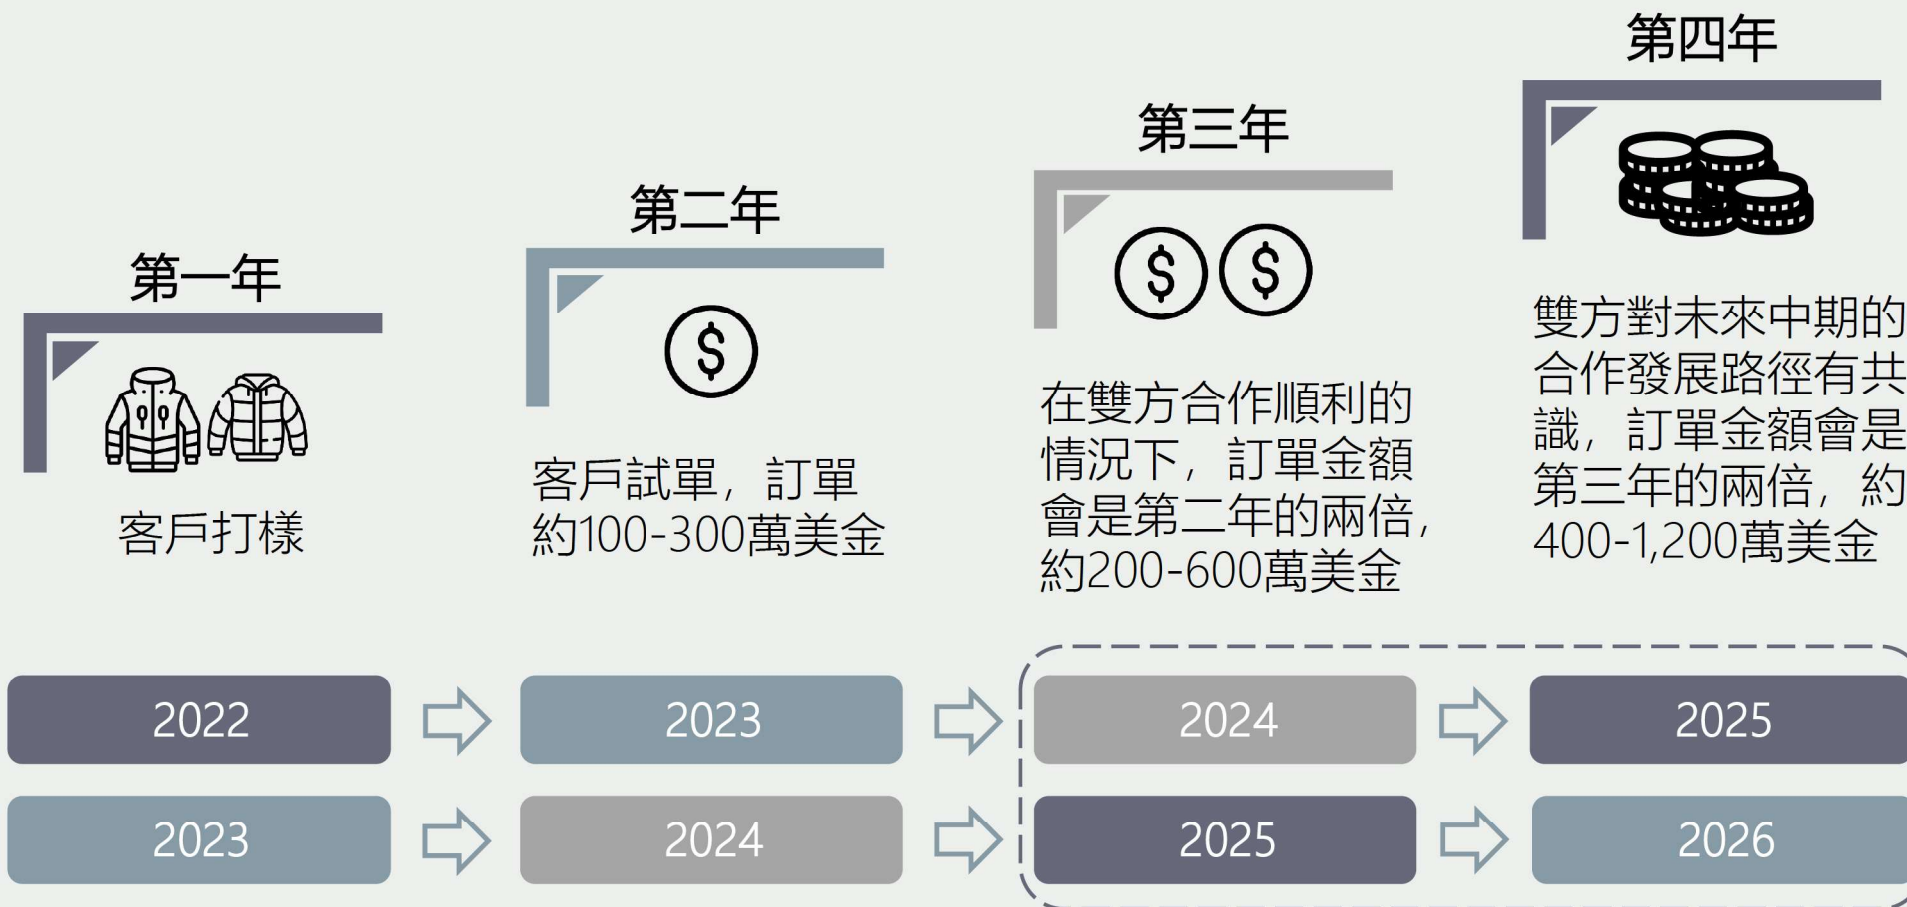 第一年
客戶打樣
第二年
客戶試單，訂單
約100-300萬美金
第三年
在雙方合作順利的
情況下，訂單金額
會是第二年的兩倍，
約200-600萬美金
第四年
雙方對未來中期的
合作發展路徑有共
識，訂單金額會是
第三年的兩倍，約
400-1,200萬美金
2022
2023
2024
2025
2023
2024
2025
2026